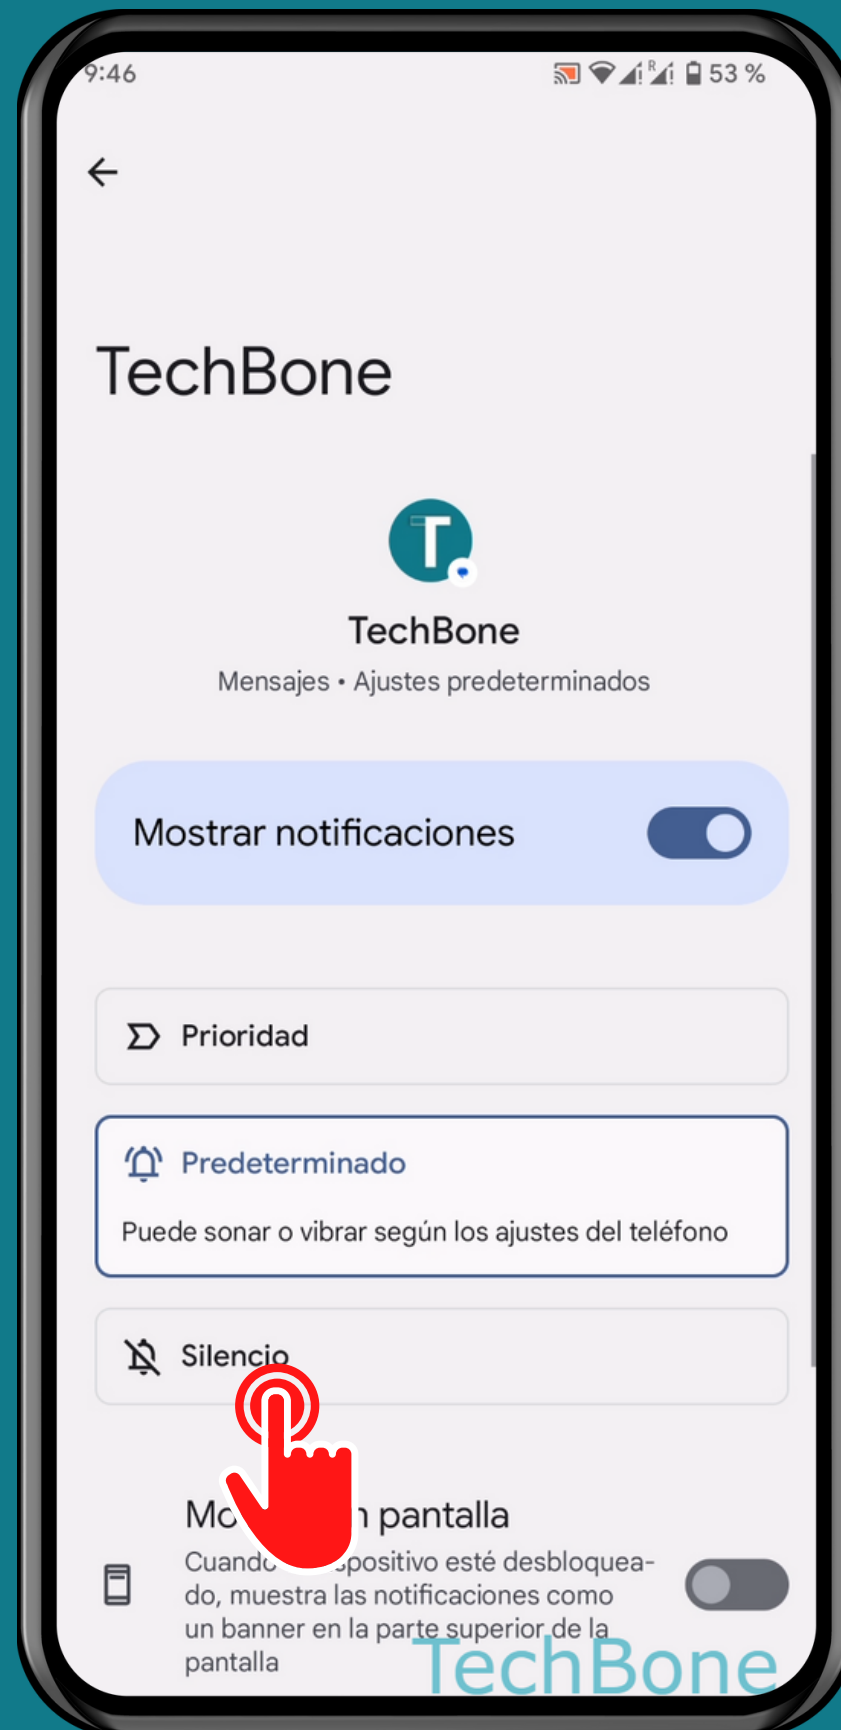 9:46 R 53 %
TechBone
T
TechBone
Mensajes • Ajustes predeterminados
Mostrar notificaciones
Prioridad
Predeterminado
Puede sonar o vibrar según los ajustes del teléfono
Silencio
pantalla
Cuando esté desbloquea-
do, muestra las notificaciones como
un banner en la parte superior de la
pantalla
TechBone